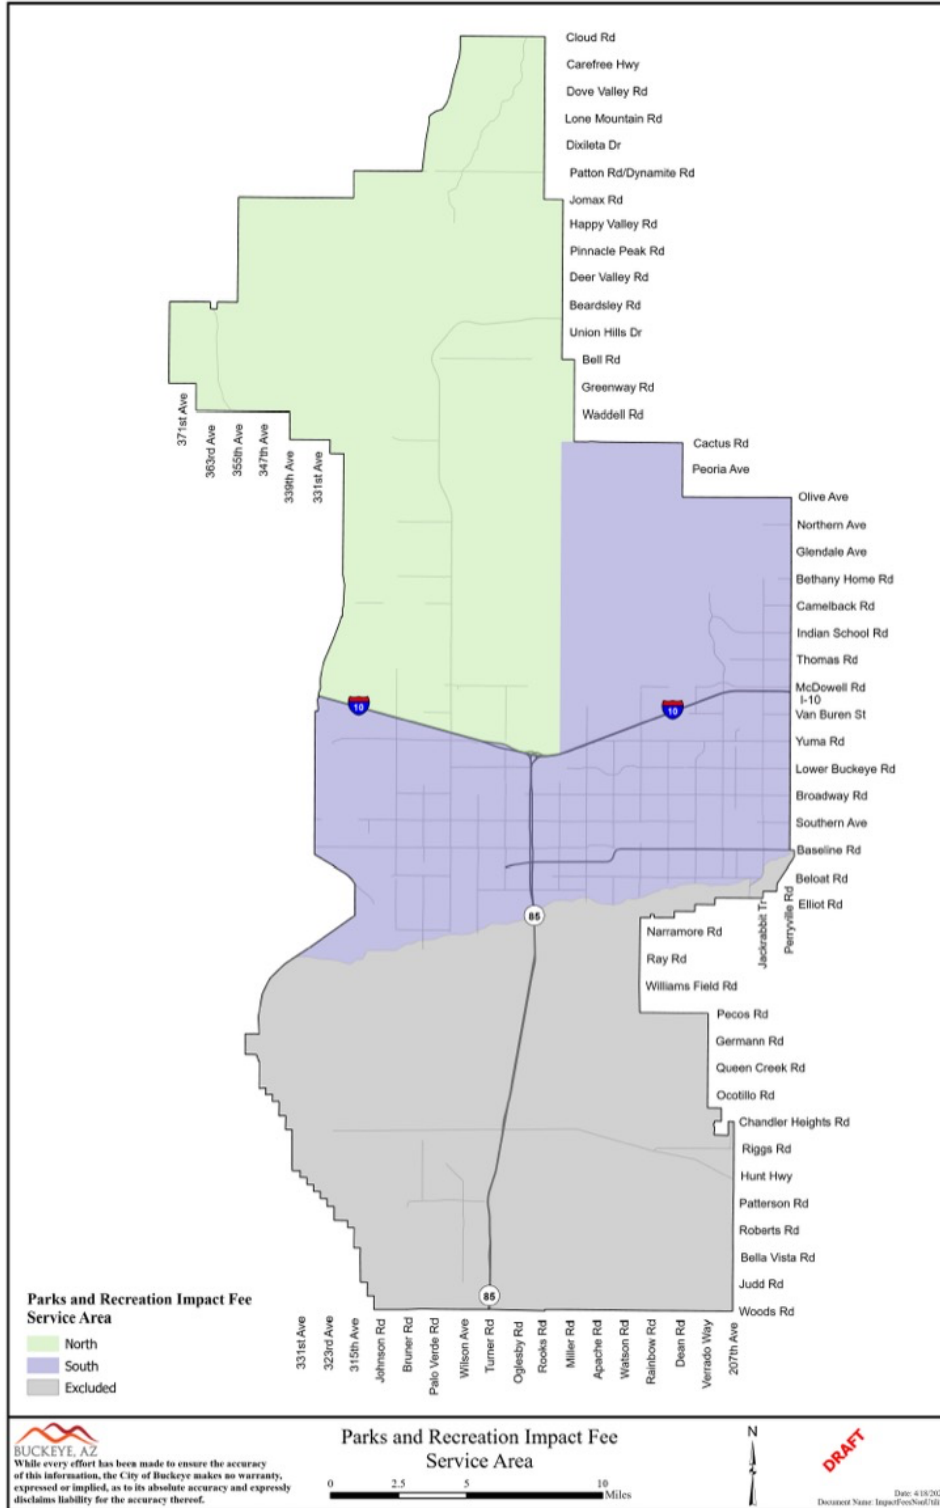 Cloud Rd
Carefree Hwy
Dove Valley Rd
Lone Mountain Rd
Dixileta Dr
Patton Rd/Dynamite Rd
Jomax Rd
Happy Valley Rd
Pinnacle Peak Rd
Deer Valley Rd
Beardsley Rd
Union Hills Dr
Bell Rd
Greenway Rd
Waddell Rd
371st Ave
363rd Ave
355th Ave
347th Ave
339th Ave
331st Ave
Cactus Rd
Peoria Ave
Olive Ave
Northern Ave
Glendale Ave
Bethany Home Rd
Camelback Rd
Indian School Rd
Thomas Rd
McDowell Rd
I-10
Van Buren St
10
10
Yuma Rd
Lower Buckeye Rd
Broadway Rd
Southern Ave
Baseline Rd
Beloat Rd
Elliot Rd
85
Jackrabbit Tr
Perryville Rd
Narramore Rd
Ray Rd
Williams Field Rd
Pecos Rd
Germann Rd
Queen Creek Rd
Ocotillo Rd
Chandler Heights Rd
Riggs Rd
Hunt Hwy
Patterson Rd
Roberts Rd
Bella Vista Rd
Judd Rd
Woods Rd
85
Parks and Recreation Impact Fee
Service Area
North
South
Excluded
331st Ave
323rd Ave
315th Ave
Johnson Rd
Bruner Rd
Palo Verde Rd
Wilson Ave
Turner Rd
Oglesby Rd
Rooks Rd
Miller Rd
Apache Rd
Watson Rd
Rainbow Rd
Dean Rd
Verrado Way
207th Ave
BUCKEYE, AZ
While every effort has been made to ensure the accuracy
of this information, the City of Buckeye makes no warranty,
expressed or implied, as to its absolute accuracy and expressly
disclaims liability for the accuracy thereof.
Parks and Recreation Impact Fee
Service Area
0 2.5 5 10
Miles
N
DRAFT
Date: 4/18/202
Document Name: